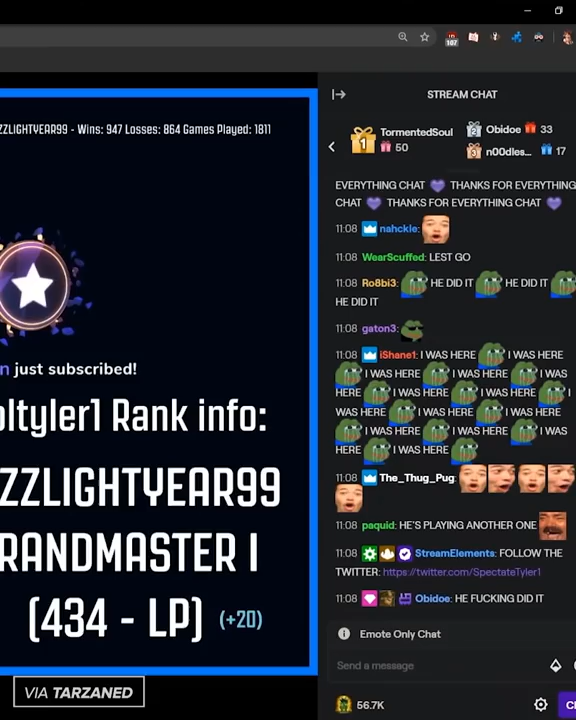 107
STREAM CHAT
ZZLIGHTYEAR99 - Wins: 947 Losses: 864 Games Played: 1811
1 TormentedSoul 50
2 Obidoe 33
3 n00dles... 17
EVERYTHING CHAT THANKS FOR EVERYTHING
CHAT THANKS FOR EVERYTHING CHAT
11:08 nahckle:
11:08 WearScuffed: LEST GO
11:08 Ro8bi3: HE DID IT HE DID IT
HE DID IT
11:08 gaton3:
11:08 iShane1: I WAS HERE I WAS HERE
I WAS HERE I WAS HERE I WAS
HERE I WAS HERE I WAS HERE I
WAS HERE I WAS HERE I WAS HERE
I WAS HERE I WAS HERE I WAS
HERE I WAS HERE
11:08 The_Thug_Pug:
11:08 paquid: HE'S PLAYING ANOTHER ONE
11:08 StreamElements: FOLLOW THE
TWITTER: https://twitter.com/SpectateTyler1
11:08 Obidoe: HE FUCKING DID IT
Emote Only Chat
Send a message
56.7K
n just subscribed!
oltyler1 Rank info:
ZZLIGHTYEAR99
RANDMASTER I
(434 - LP) (+20)
VIA TARZANED